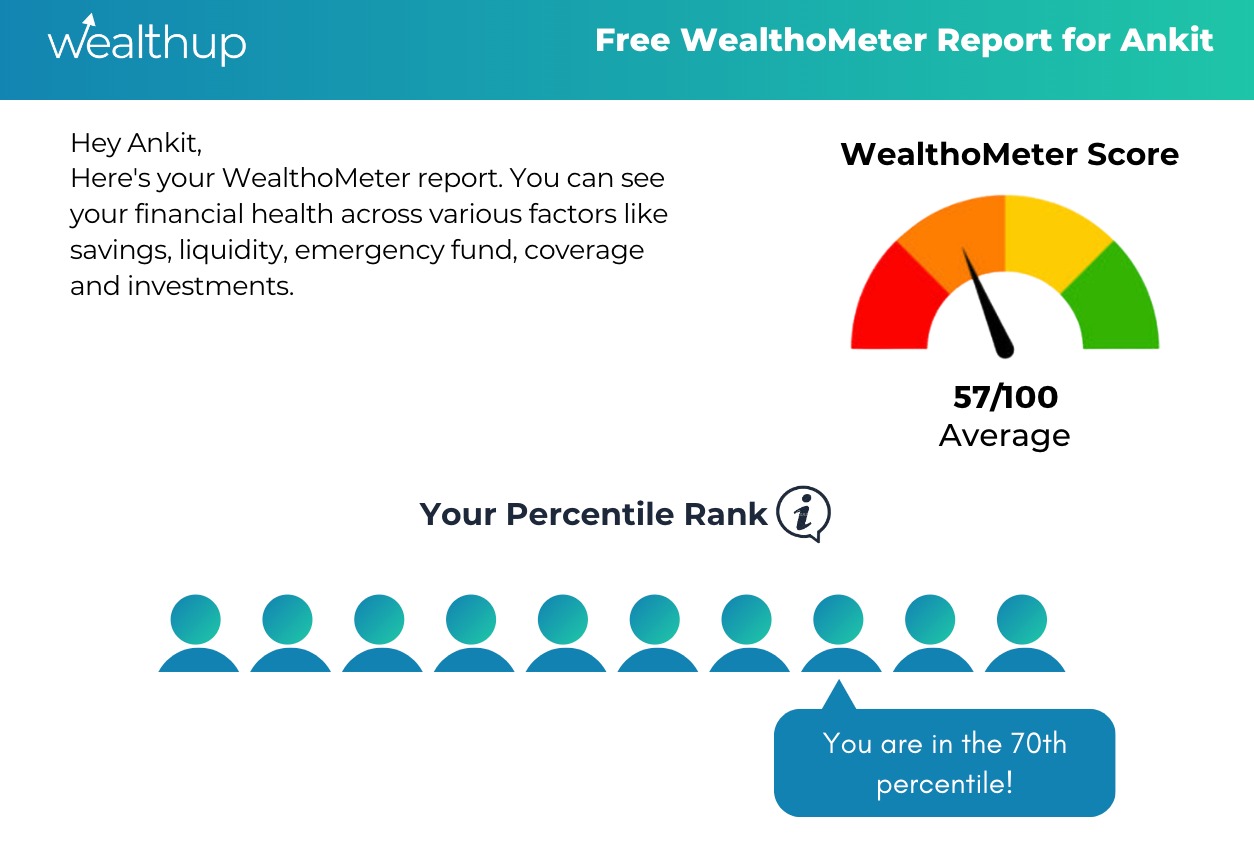 wealthup
Free WealthoMeter Report for Ankit
Hey Ankit,
Here's your WealthoMeter report. You can see
your financial health across various factors like
savings, liquidity, emergency fund, coverage
and investments.
WealthoMeter Score
57/100
Average
Your Percentile Rank
i
You are in the 70th
percentile!